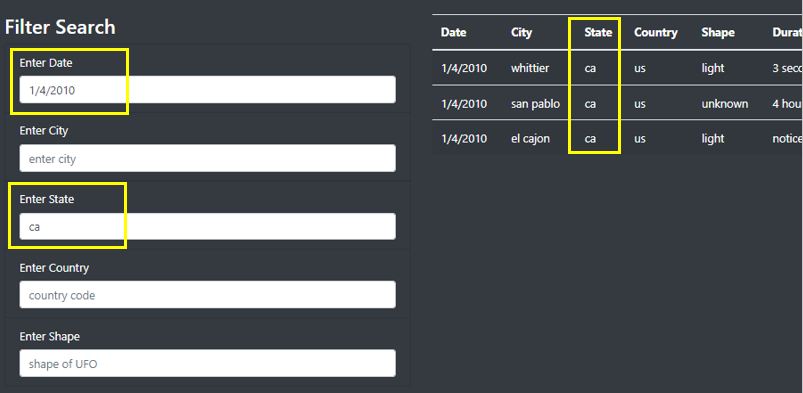 Filter Search
Enter Date
1/4/2010
Enter City
enter city
Enter State
ca
Enter Country
country code
Enter Shape
shape of UFO
Date City State Country Shape Durat
1/4/2010 whittier ca us light 3 seco
1/4/2010 san pablo ca us unknown 4 hou
1/4/2010 el cajon ca us light notice